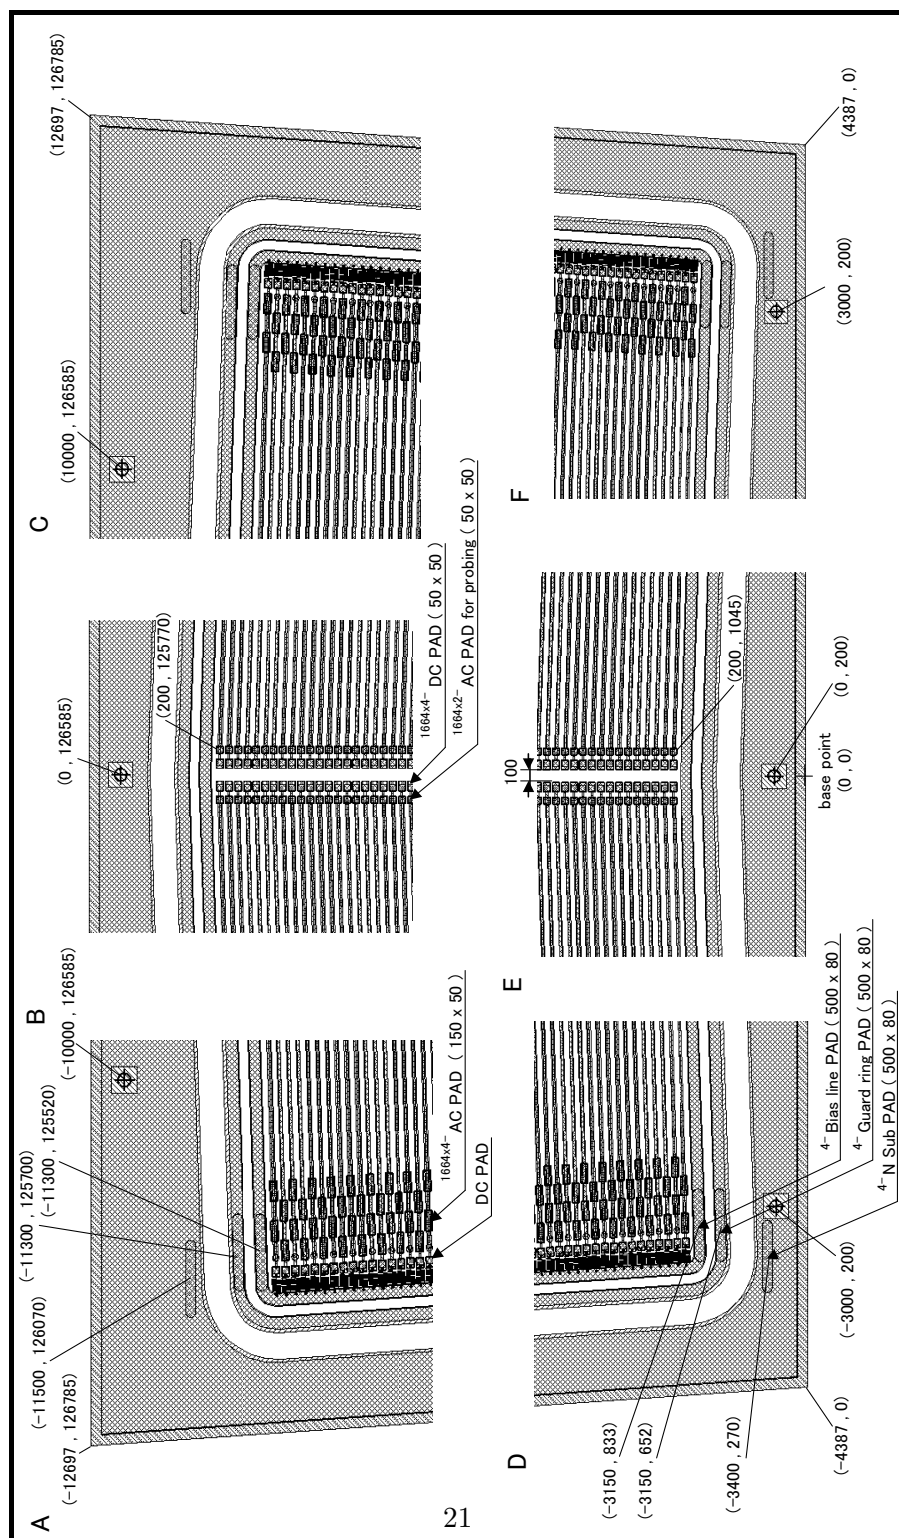 A
(−12697 , 126785)
(−11500 , 126070)
(−11300 , 125700)
(−11300 , 125520)
1664x4− AC PAD ( 150 x 50 )
DC PAD
B
(−10000 , 126585)
(0 , 126585)
(200 , 125770)
1664x4− DC PAD ( 50 x 50 )
1664x2− AC PAD for probing ( 50 x 50 )
C
(10000 , 126585)
(12697 , 126785)
D
(−3150 , 833)
(−3150 , 652)
(−3400 , 270)
(−4387 , 0)
(−3000 , 200)
4− Bias line PAD ( 500 x 80 )
4− Guard ring PAD ( 500 x 80 )
4− N Sub PAD ( 500 x 80 )
E
100
(200 , 1045)
base point
(0 , 0)
(0 , 200)
F
(3000 , 200)
(4387 , 0)
21